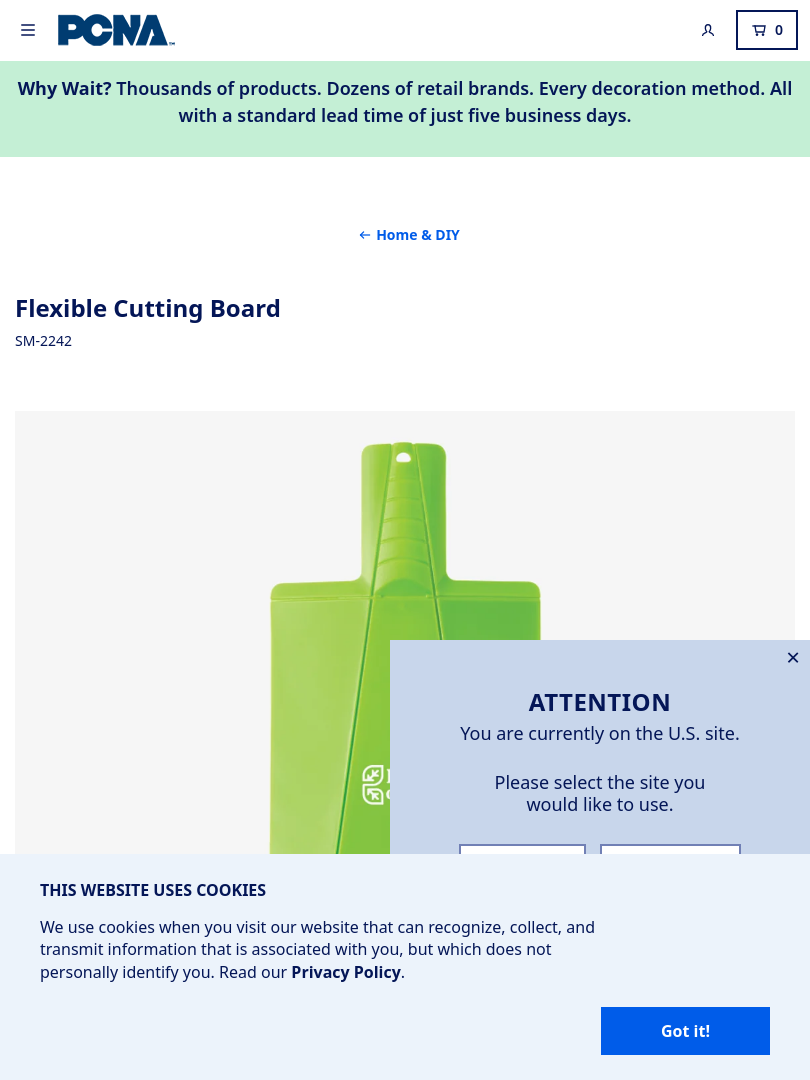 PCNA
0
Why Wait? Thousands of products. Dozens of retail brands. Every decoration method. All
with a standard lead time of just five business days.
← Home & DIY
Flexible Cutting Board
SM-2242
ATTENTION
You are currently on the U.S. site.
Please select the site you
would like to use.
THIS WEBSITE USES COOKIES
We use cookies when you visit our website that can recognize, collect, and
transmit information that is associated with you, but which does not
personally identify you. Read our Privacy Policy.
Got it!